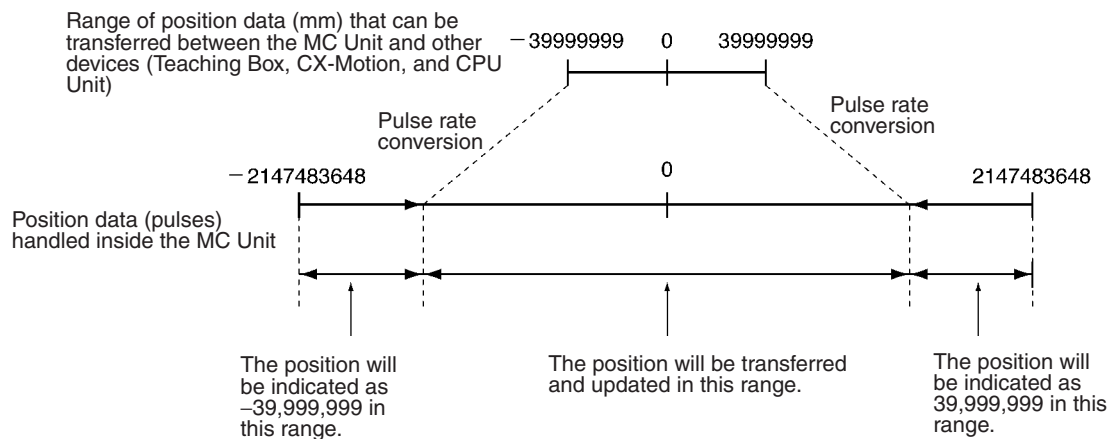 Range of position data (mm) that can be
transferred between the MC Unit and other
devices (Teaching Box, CX-Motion, and CPU
Unit)
−39999999 0 39999999
Pulse rate
conversion
Pulse rate
conversion
−2147483648 0 2147483648
Position data (pulses)
handled inside the MC Unit
The position will
be indicated as
–39,999,999 in
this range.
The position will be transferred
and updated in this range.
The position will
be indicated as
39,999,999 in this
range.